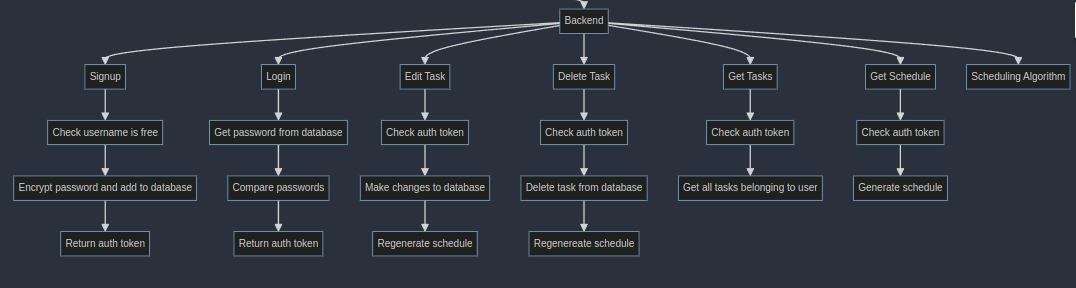 Backend
Signup
Login
Edit Task
Delete Task
Get Tasks
Get Schedule
Scheduling Algorithm
Check username is free
Get password from database
Check auth token
Check auth token
Check auth token
Check auth token
Encrypt password and add to database
Compare passwords
Make changes to database
Delete task from database
Get all tasks belonging to user
Generate schedule
Return auth token
Return auth token
Regenerate schedule
Regenereate schedule